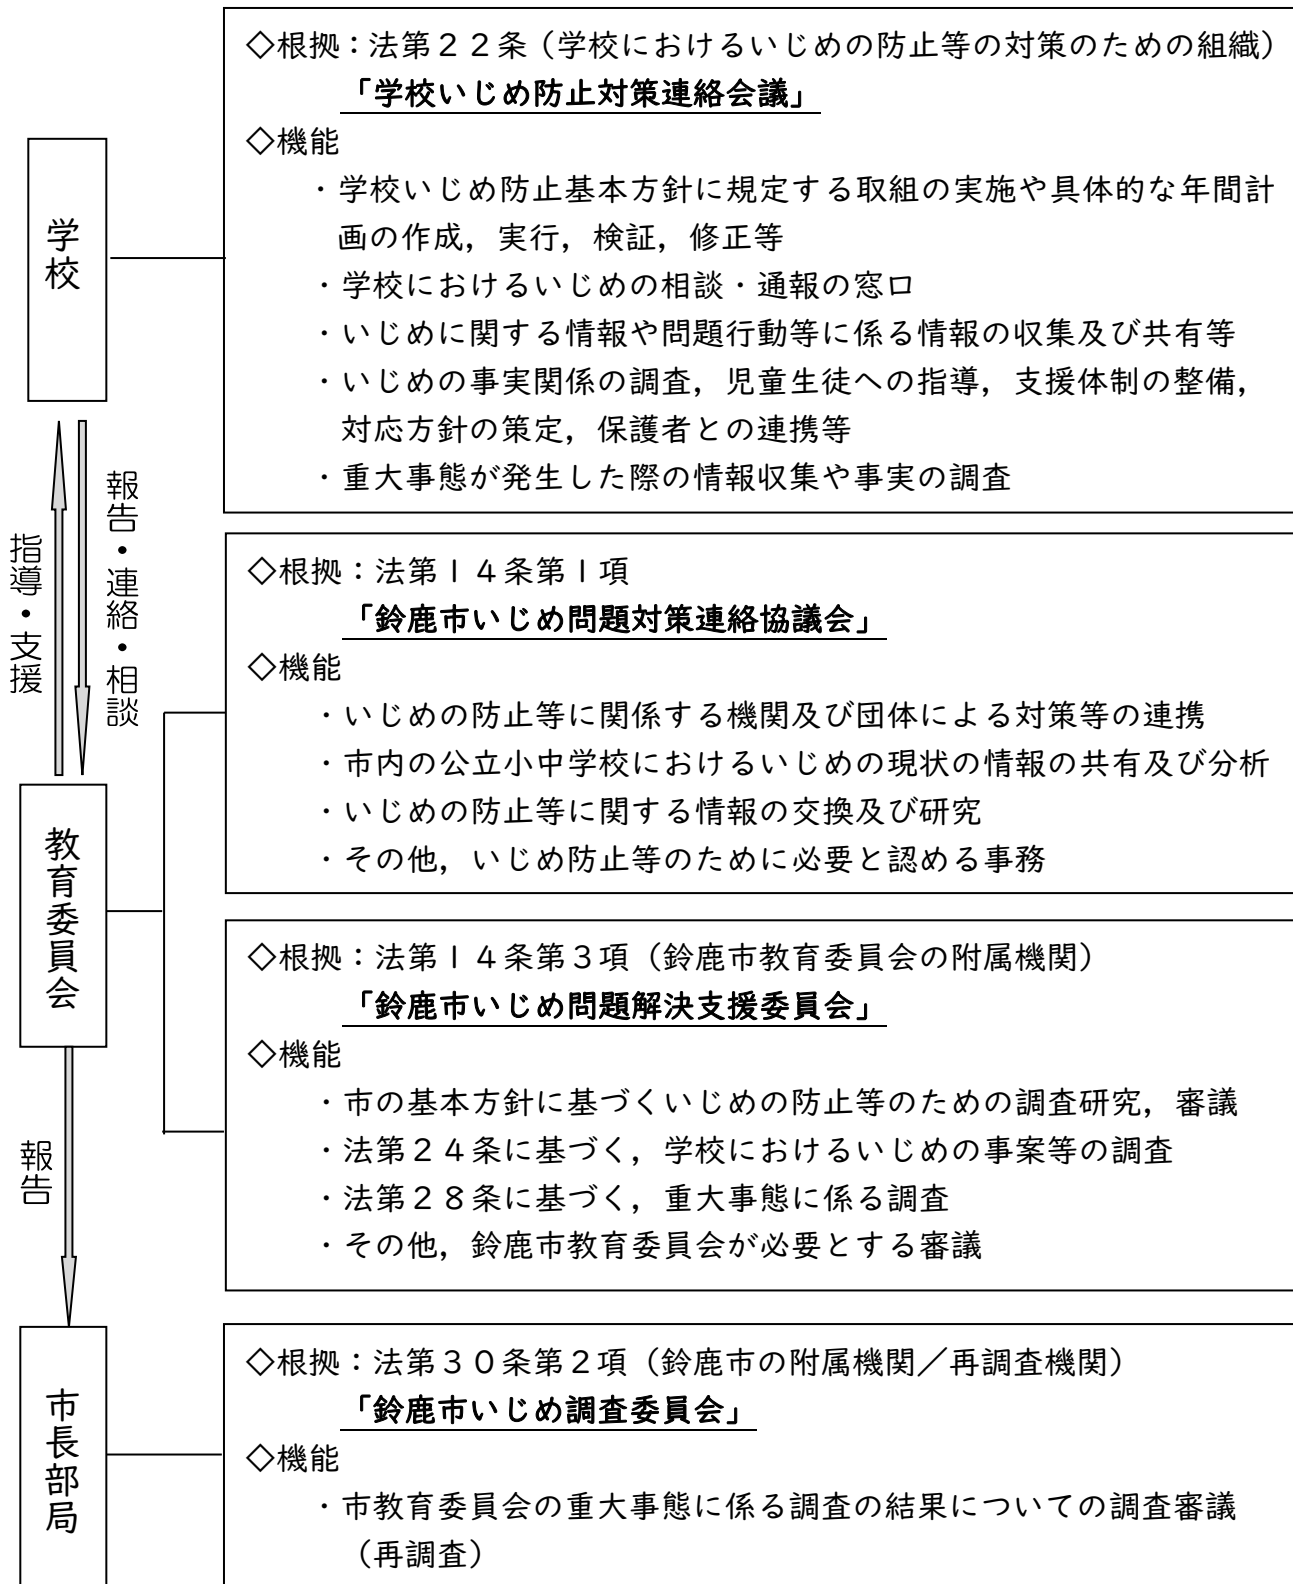 ◇根拠：法第２２条（学校におけるいじめの防止等の対策のための組織）
「学校いじめ防止対策連絡会議」
◇機能
・学校いじめ防止基本方針に規定する取組の実施や具体的な年間計
画の作成，実行，検証，修正等
・学校におけるいじめの相談・通報の窓口
・いじめに関する情報や問題行動等に係る情報の収集及び共有等
・いじめの事実関係の調査，児童生徒への指導，支援体制の整備，
対応方針の策定，保護者との連携等
・重大事態が発生した際の情報収集や事実の調査
学校
指導・支援
報告・連絡・相談
◇根拠：法第１４条第１項
「鈴鹿市いじめ問題対策連絡協議会」
◇機能
・いじめの防止等に関係する機関及び団体による対策等の連携
・市内の公立小中学校におけるいじめの現状の情報の共有及び分析
・いじめの防止等に関する情報の交換及び研究
・その他，いじめ防止等のために必要と認める事務
教育委員会
◇根拠：法第１４条第３項（鈴鹿市教育委員会の附属機関）
「鈴鹿市いじめ問題解決支援委員会」
◇機能
・市の基本方針に基づくいじめの防止等のための調査研究，審議
・法第２４条に基づく，学校におけるいじめの事案等の調査
・法第２８条に基づく，重大事態に係る調査
・その他，鈴鹿市教育委員会が必要とする審議
報告
◇根拠：法第３０条第２項（鈴鹿市の附属機関／再調査機関）
「鈴鹿市いじめ調査委員会」
◇機能
・市教育委員会の重大事態に係る調査の結果についての調査審議
（再調査）
市長部局